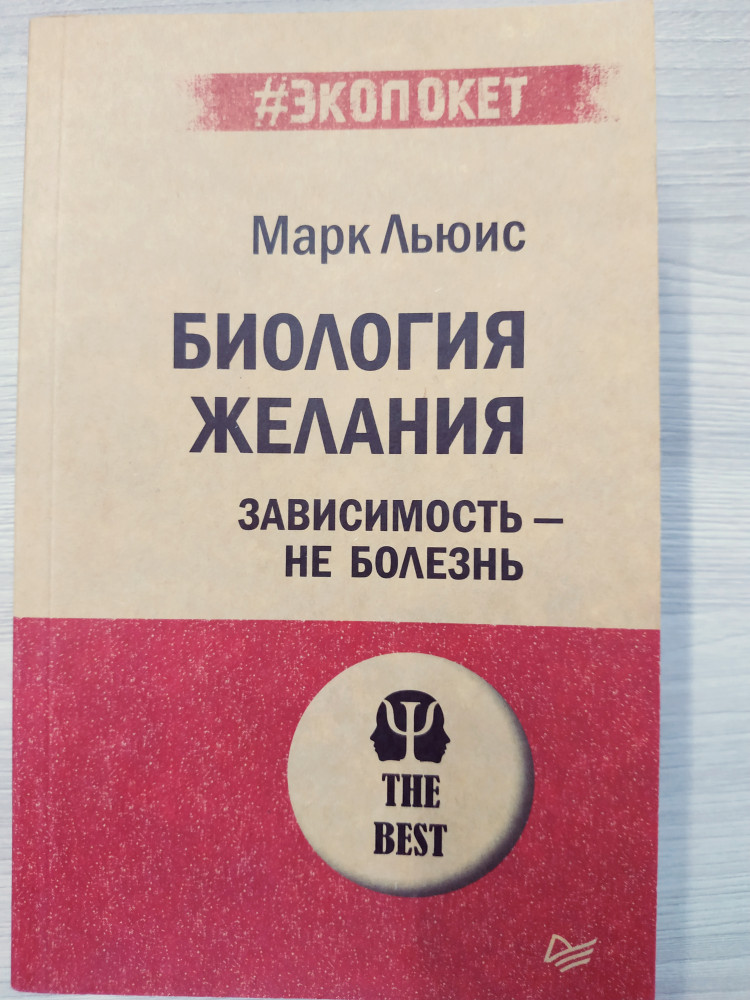 #ЭКОПОКЕТ
Марк Льюис
БИОЛОГИЯ
ЖЕЛАНИЯ
ЗАВИСИМОСТЬ —
НЕ БОЛЕЗНЬ
Ψ
THE
BEST